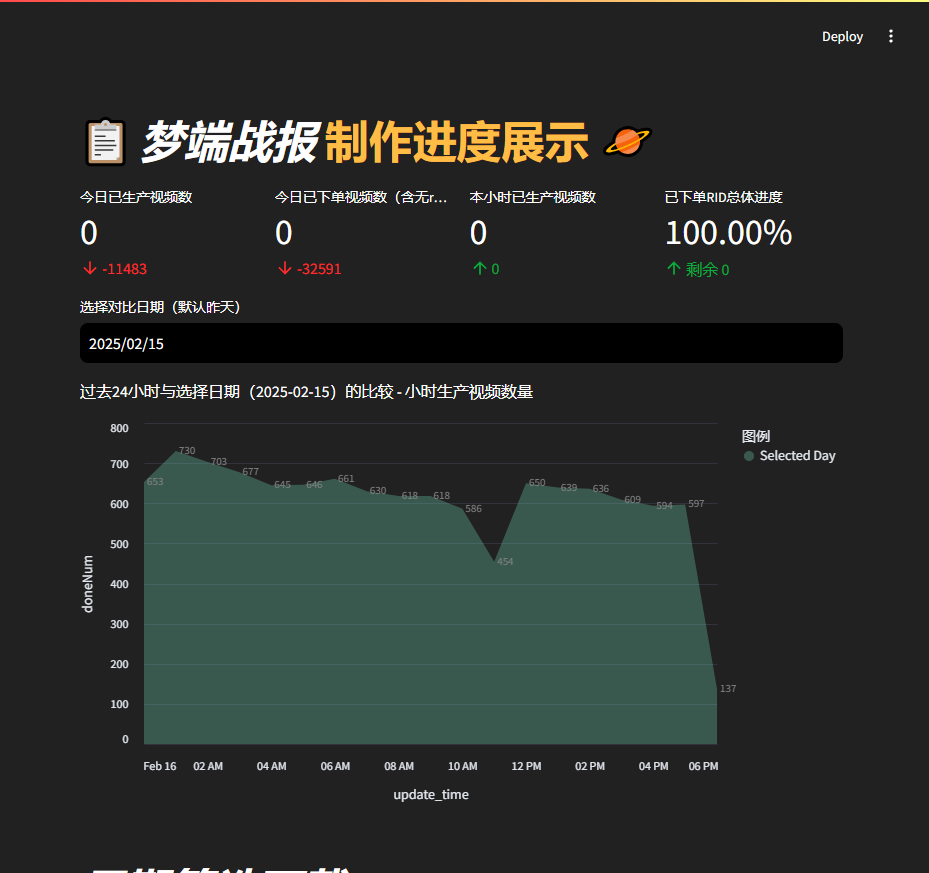 Deploy
梦端战报 制作进度展示
今日已生产视频数
0
-11483
今日已下单视频数（含无r...
0
-32591
本小时已生产视频数
0
0
已下单RID总体进度
100.00%
剩余 0
选择对比日期（默认昨天）
2025/02/15
过去24小时与选择日期（2025-02-15）的比较 - 小时生产视频数量
图例
Selected Day
800
700
600
500
400
300
200
100
0
doneNum
653
730
703
677
645
646
661
630
618
618
586
454
650
639
636
609
594
597
137
Feb 16
02 AM
04 AM
06 AM
08 AM
10 AM
12 PM
02 PM
04 PM
06 PM
update_time